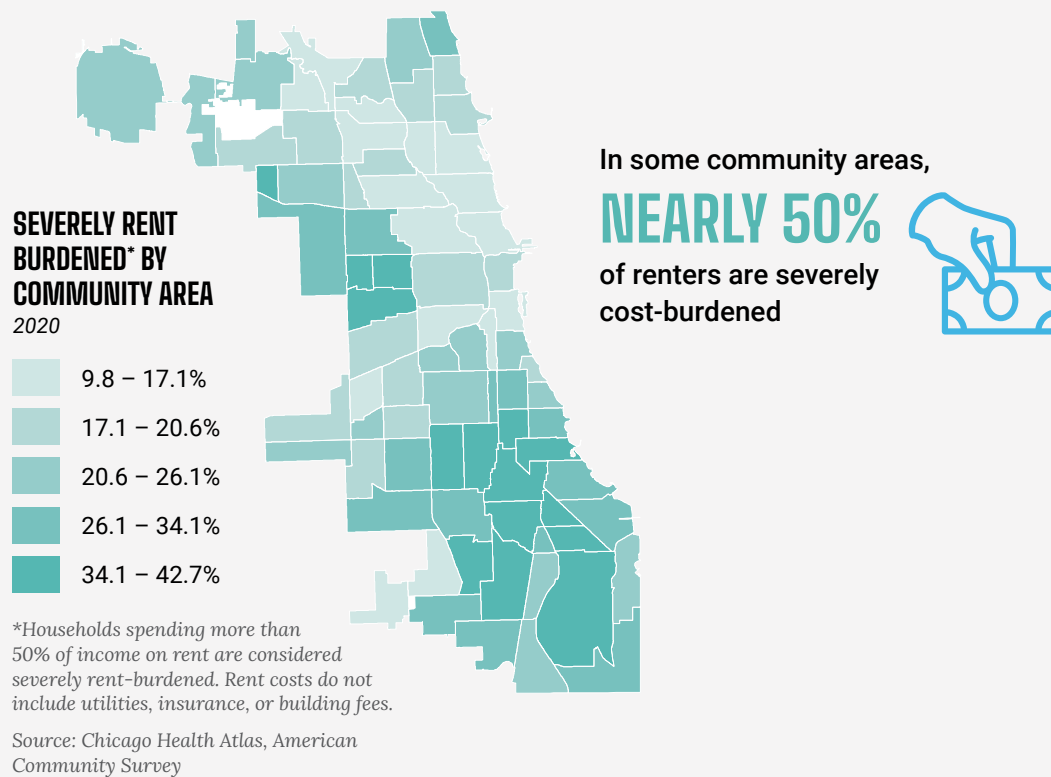 In some community areas,
NEARLY 50%
of renters are severely
cost-burdened
SEVERELY RENT
BURDENED* BY
COMMUNITY AREA
2020
9.8 – 17.1%
17.1 – 20.6%
20.6 – 26.1%
26.1 – 34.1%
34.1 – 42.7%
*Households spending more than
50% of income on rent are considered
severely rent-burdened. Rent costs do not
include utilities, insurance, or building fees.
Source: Chicago Health Atlas, American
Community Survey